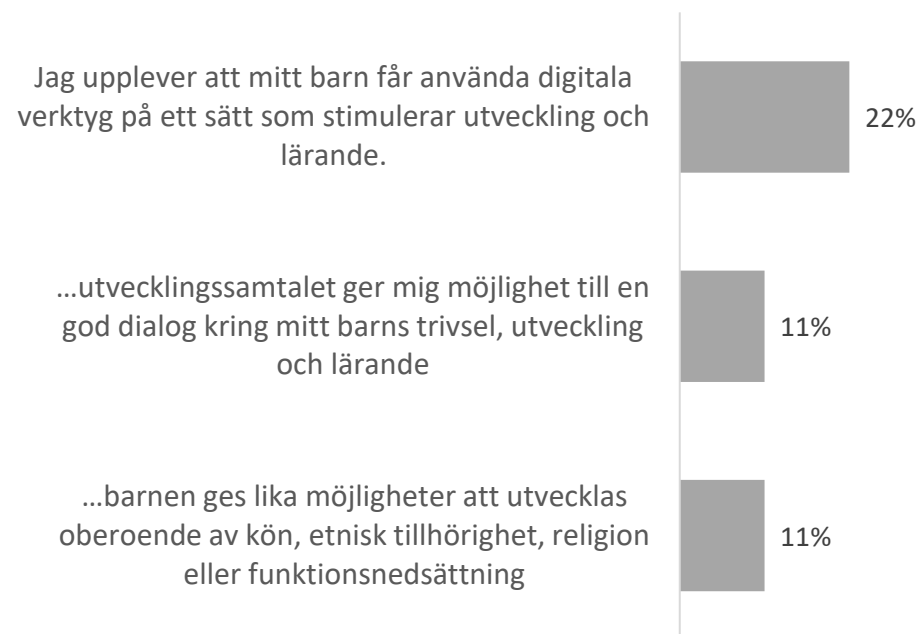 Jag upplever att mitt barn får använda digitala
verktyg på ett sätt som stimulerar utveckling och
lärande.
22%
…utvecklingssamtalet ger mig möjlighet till en
god dialog kring mitt barns trivsel, utveckling
och lärande
11%
…barnen ges lika möjligheter att utvecklas
oberoende av kön, etnisk tillhörighet, religion
eller funktionsnedsättning
11%